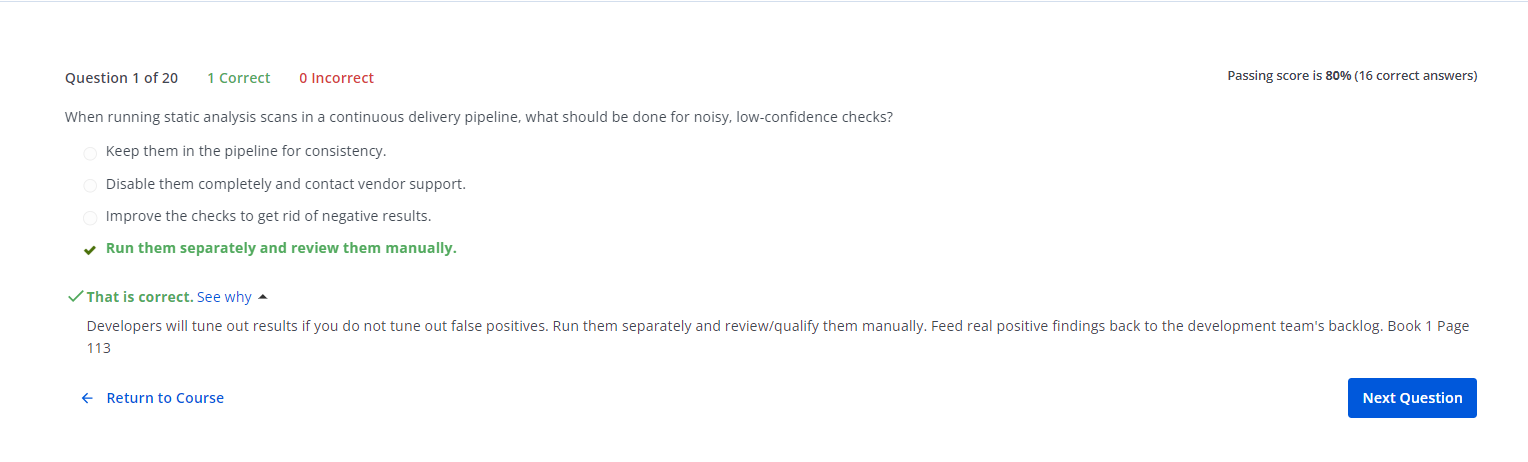 Question 1 of 20 1 Correct 0 Incorrect Passing score is 80% (16 correct answers)
When running static analysis scans in a continuous delivery pipeline, what should be done for noisy, low-confidence checks?
Keep them in the pipeline for consistency.
Disable them completely and contact vendor support.
Improve the checks to get rid of negative results.
Run them separately and review them manually.
That is correct. See why
Developers will tune out results if you do not tune out false positives. Run them separately and review/qualify them manually. Feed real positive findings back to the development team's backlog. Book 1 Page
113
Return to Course Next Question